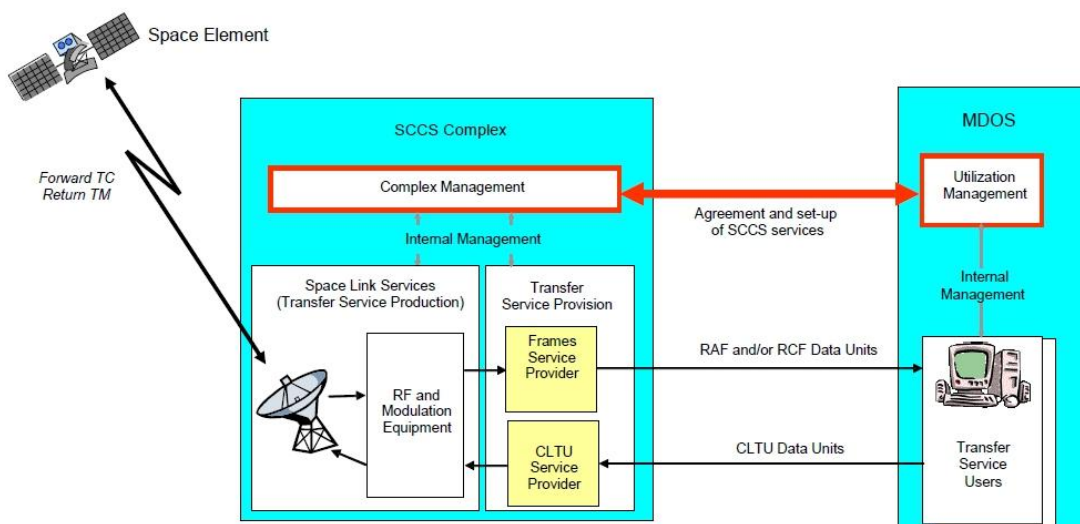 Space Element
Forward TC
Return TM
SCCS Complex
Complex Management
Internal Management
Space Link Services
(Transfer Service Production)
RF and
Modulation
Equipment
Transfer
Service Provision
Frames
Service
Provider
CLTU
Service
Provider
Agreement and set-up
of SCCS services
RAF and/or RCF Data Units
CLTU Data Units
MDOS
Utilization
Management
Internal
Management
Transfer
Service
Users